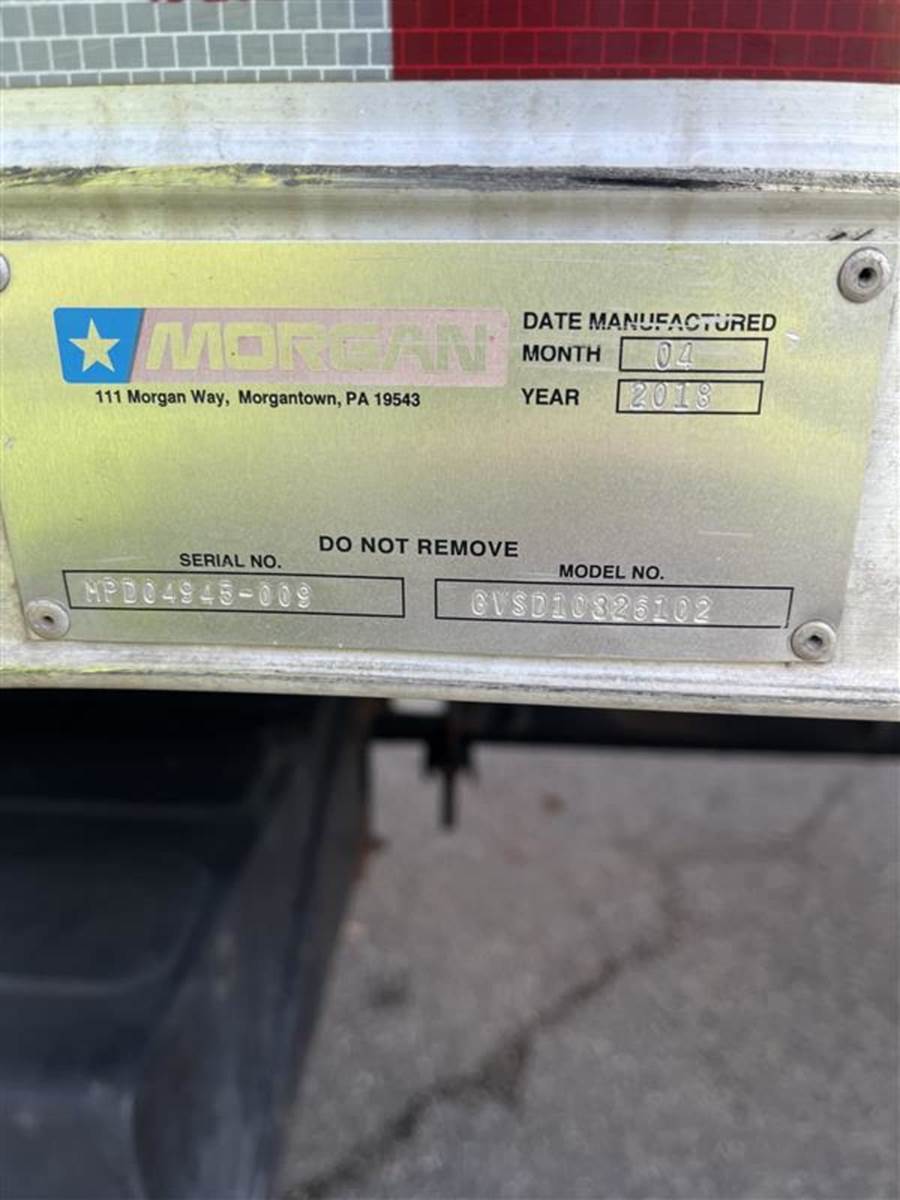 MORGAN
111 Morgan Way, Morgantown, PA 19543
DATE MANUFACTURED
MONTH 04
YEAR 2018
DO NOT REMOVE
SERIAL NO.
MPD04945-009
MODEL NO.
GVSD10326102